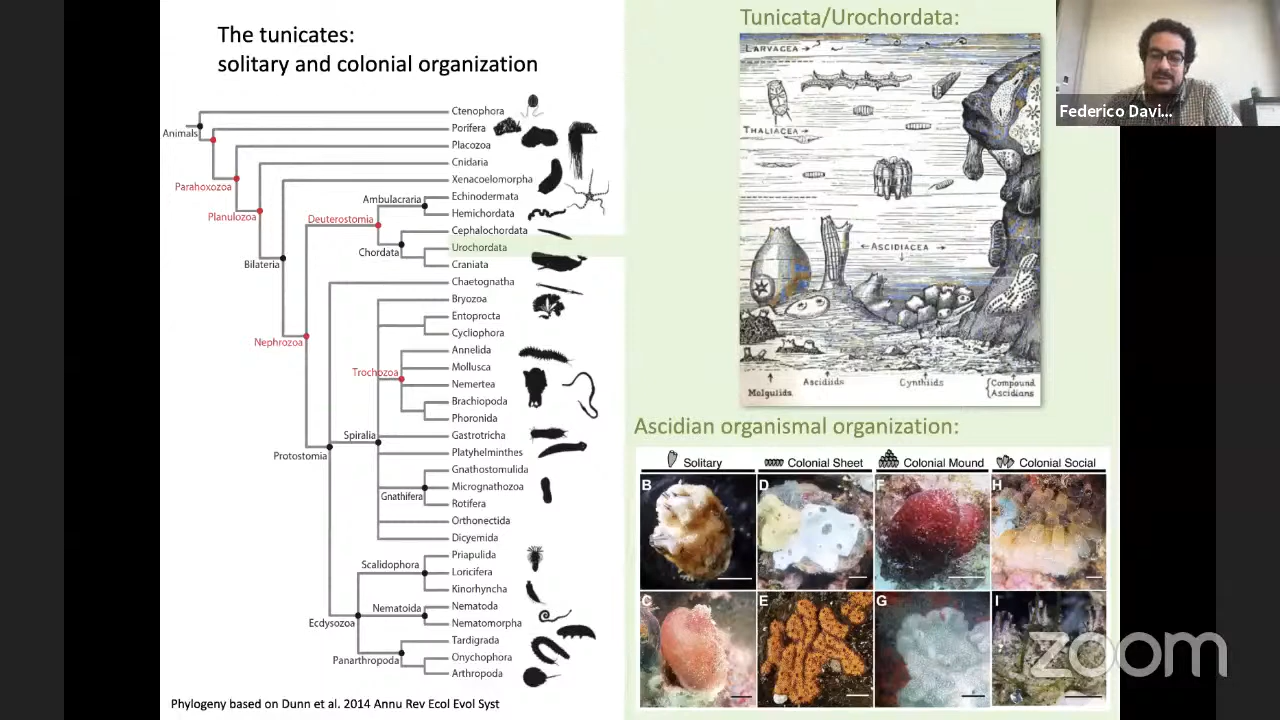 The tunicates:
solitary and colonial organization
Animals
Parahoxozoa
Planulozoa
Deuterostomia
Ambulacraria
Chordata
Nephrozoa
Trochozoa
Spiralia
Protostomia
Gnathifera
Scalidophora
Nematoida
Ecdysozoa
Panarthropoda
Ctenophora
Porifera
Placozoa
Cnidaria
Xenacoelomorpha
Echinodermata
Hemichordata
Cephalochordata
Urochordata
Craniata
Chaetognatha
Bryozoa
Entoprocta
Cycliophora
Annelida
Mollusca
Nemertea
Brachiopoda
Phoronida
Gastrotricha
Platyhelminthes
Gnathostomulida
Micrognathozoa
Rotifera
Orthonectida
Dicyemida
Priapulida
Loricifera
Kinorhyncha
Nematoda
Nematomorpha
Tardigrada
Onychophora
Arthropoda
Phylogeny based on Dunn et al. 2014 Annu Rev Ecol Evol Syst
Tunicata/Urochordata:
LARVACEA
THALIACEA
ASCIDIACEA
Molgulids
Ascidiids
Cynthiids
Compound
Ascidians
Ascidian organismal organization:
Solitary
Colonial Sheet
Colonial Mound
Colonial Social
B
D
F
H
C
E
G
I
Federico Davi...
zoom